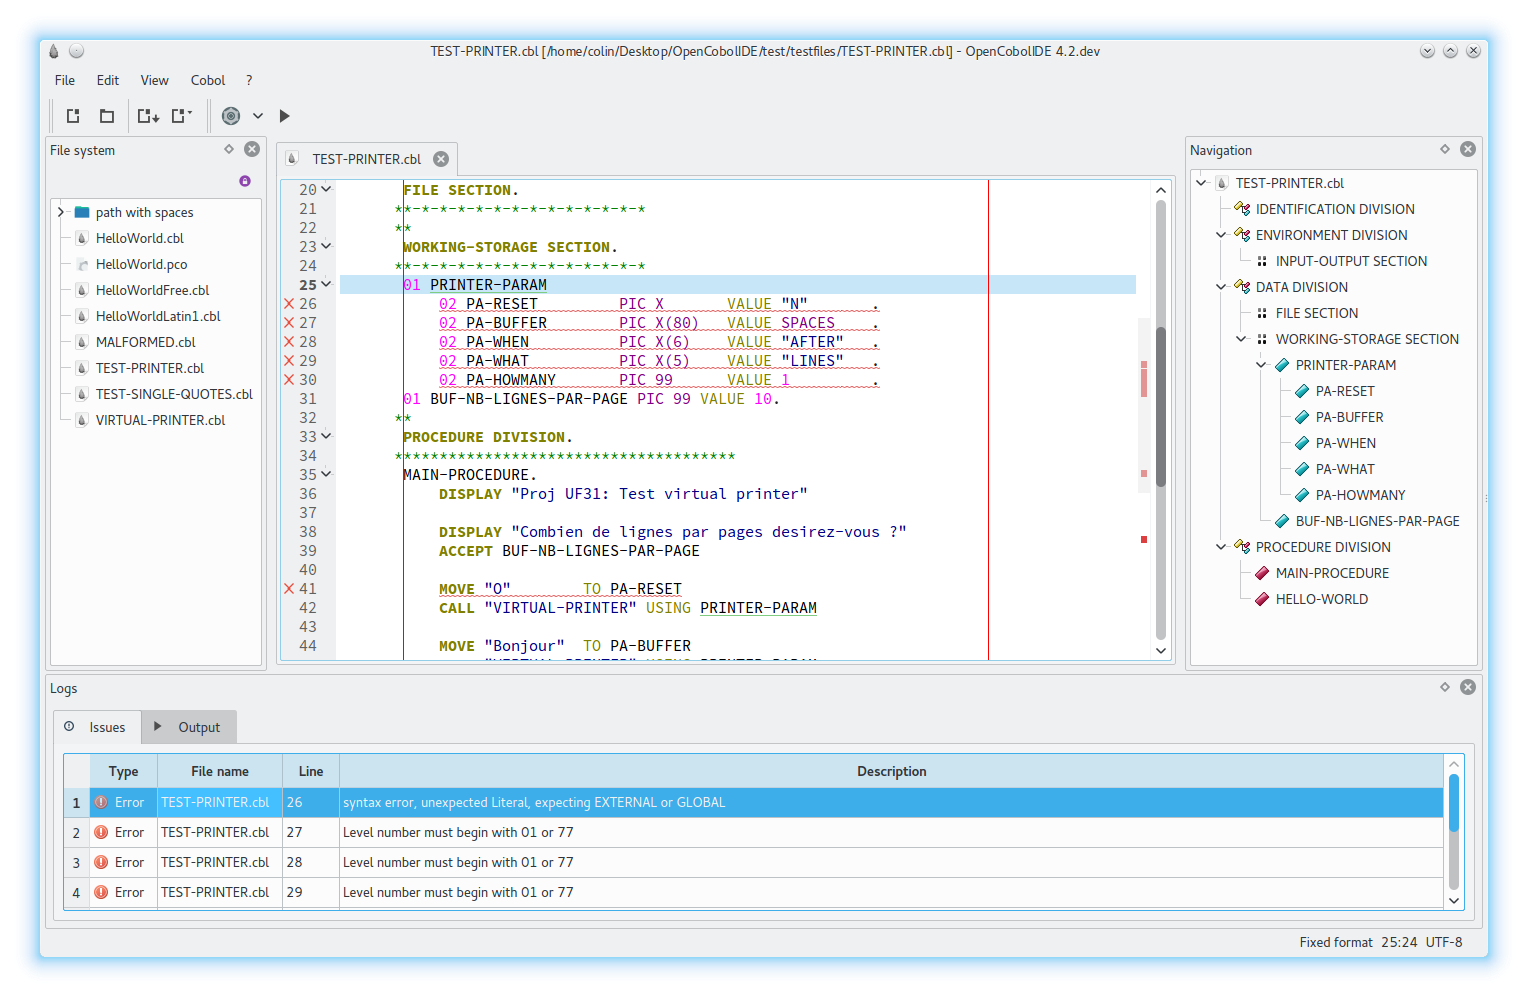 TEST-PRINTER.cbl [/home/colin/Desktop/OpenCobolIDE/test/testfiles/TEST-PRINTER.cbl] - OpenCobolIDE 4.2.dev
File Edit View Cobol ?
File system
path with spaces
HelloWorld.cbl
HelloWorld.pco
HelloWorldFree.cbl
HelloWorldLatin1.cbl
MALFORMED.cbl
TEST-PRINTER.cbl
TEST-SINGLE-QUOTES.cbl
VIRTUAL-PRINTER.cbl
TEST-PRINTER.cbl
20 FILE SECTION.
21 **-*-*-*-*-*-*-*-*-*-*-*-*-*
22 **
23 WORKING-STORAGE SECTION.
24 **-*-*-*-*-*-*-*-*-*-*-*-*-*
25 01 PRINTER-PARAM
26 02 PA-RESET PIC X VALUE "N" .
27 02 PA-BUFFER PIC X(80) VALUE SPACES .
28 02 PA-WHEN PIC X(6) VALUE "AFTER" .
29 02 PA-WHAT PIC X(5) VALUE "LINES" .
30 02 PA-HOWMANY PIC 99 VALUE 1 .
31 01 BUF-NB-LIGNES-PAR-PAGE PIC 99 VALUE 10.
32 **
33 PROCEDURE DIVISION.
34 **************************************
35 MAIN-PROCEDURE.
36 DISPLAY "Proj UF31: Test virtual printer"
37
38 DISPLAY "Combien de lignes par pages desirez-vous ?"
39 ACCEPT BUF-NB-LIGNES-PAR-PAGE
40
41 MOVE "O" TO PA-RESET
42 CALL "VIRTUAL-PRINTER" USING PRINTER-PARAM
43
44 MOVE "Bonjour" TO PA-BUFFER
Navigation
TEST-PRINTER.cbl
IDENTIFICATION DIVISION
ENVIRONMENT DIVISION
INPUT-OUTPUT SECTION
DATA DIVISION
FILE SECTION
WORKING-STORAGE SECTION
PRINTER-PARAM
PA-RESET
PA-BUFFER
PA-WHEN
PA-WHAT
PA-HOWMANY
BUF-NB-LIGNES-PAR-PAGE
PROCEDURE DIVISION
MAIN-PROCEDURE
HELLO-WORLD
Logs
Issues Output
Type File name Line Description
1 Error TEST-PRINTER.cbl 26 syntax error, unexpected Literal, expecting EXTERNAL or GLOBAL
2 Error TEST-PRINTER.cbl 27 Level number must begin with 01 or 77
3 Error TEST-PRINTER.cbl 28 Level number must begin with 01 or 77
4 Error TEST-PRINTER.cbl 29 Level number must begin with 01 or 77
Fixed format 25:24 UTF-8